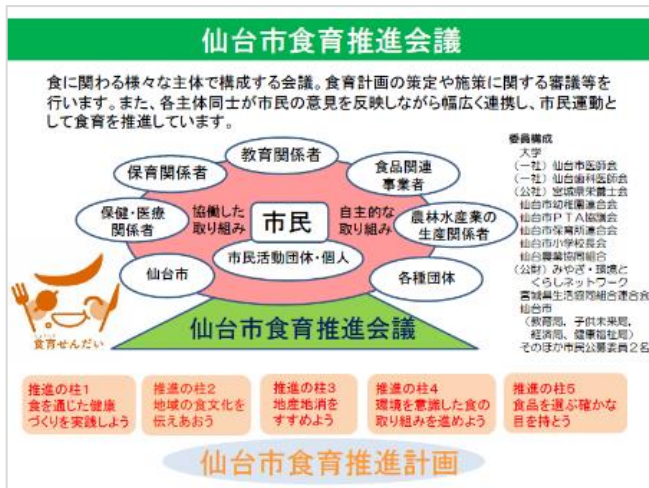 仙台市食育推進会議
食に関わる様々な主体で構成する会議。食育計画の策定や施策に関する審議等を
行います。また、各主体同士が市民の意見を反映しながら幅広く連携し、市民運動と
して食育を推進しています。
教育関係者
保育関係者
食品関連
事業者
保健・医療
関係者
協働した
取り組み
市民
自主的な
取り組み
農林水産業の
生産関係者
市民活動団体・個人
仙台市
各種団体
仙台市食育推進会議
食育せんだい
委員構成
大学
(一社)仙台市医師会
(一社)仙台歯科医師会
(公社)宮城県栄養士会
仙台市幼稚園連合会
仙台市PTA協議会
仙台市保育所連合会
仙台市小学校長会
仙台農業協同組合
(公財)みやぎ・環境と
くらしネットワーク
宮城県生活協同組合連合会
仙台市
(教育局、子供未来局、
経済局、健康福祉局)
そのほか市民公募委員2名
推進の柱1
食を通じた健康
づくりを実践しよう
推進の柱2
地域の食文化を
伝えあおう
推進の柱3
地産地消を
すすめよう
推進の柱4
環境を意識した食の
取り組みを進めよう
推進の柱5
食品を選ぶ確かな
目を持とう
仙台市食育推進計画